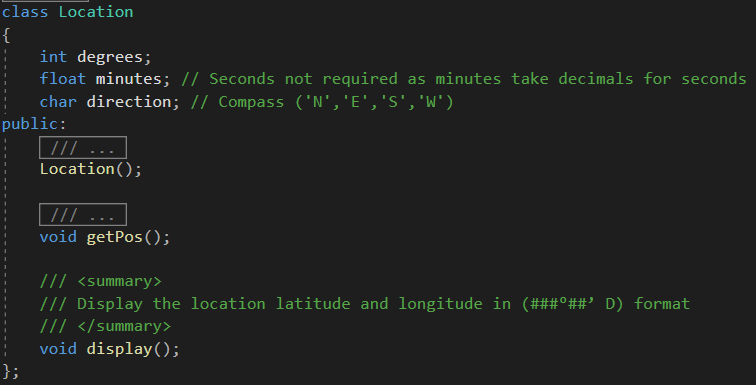 class Location
{
int degrees;
float minutes; // Seconds not required as minutes take decimals for seconds
char direction; // Compass ('N','E','S','W')
public:
/// ...
Location();
/// ...
void getPos();
/// <summary>
/// Display the location latitude and longitude in (###°##’ D) format
/// </summary>
void display();
};